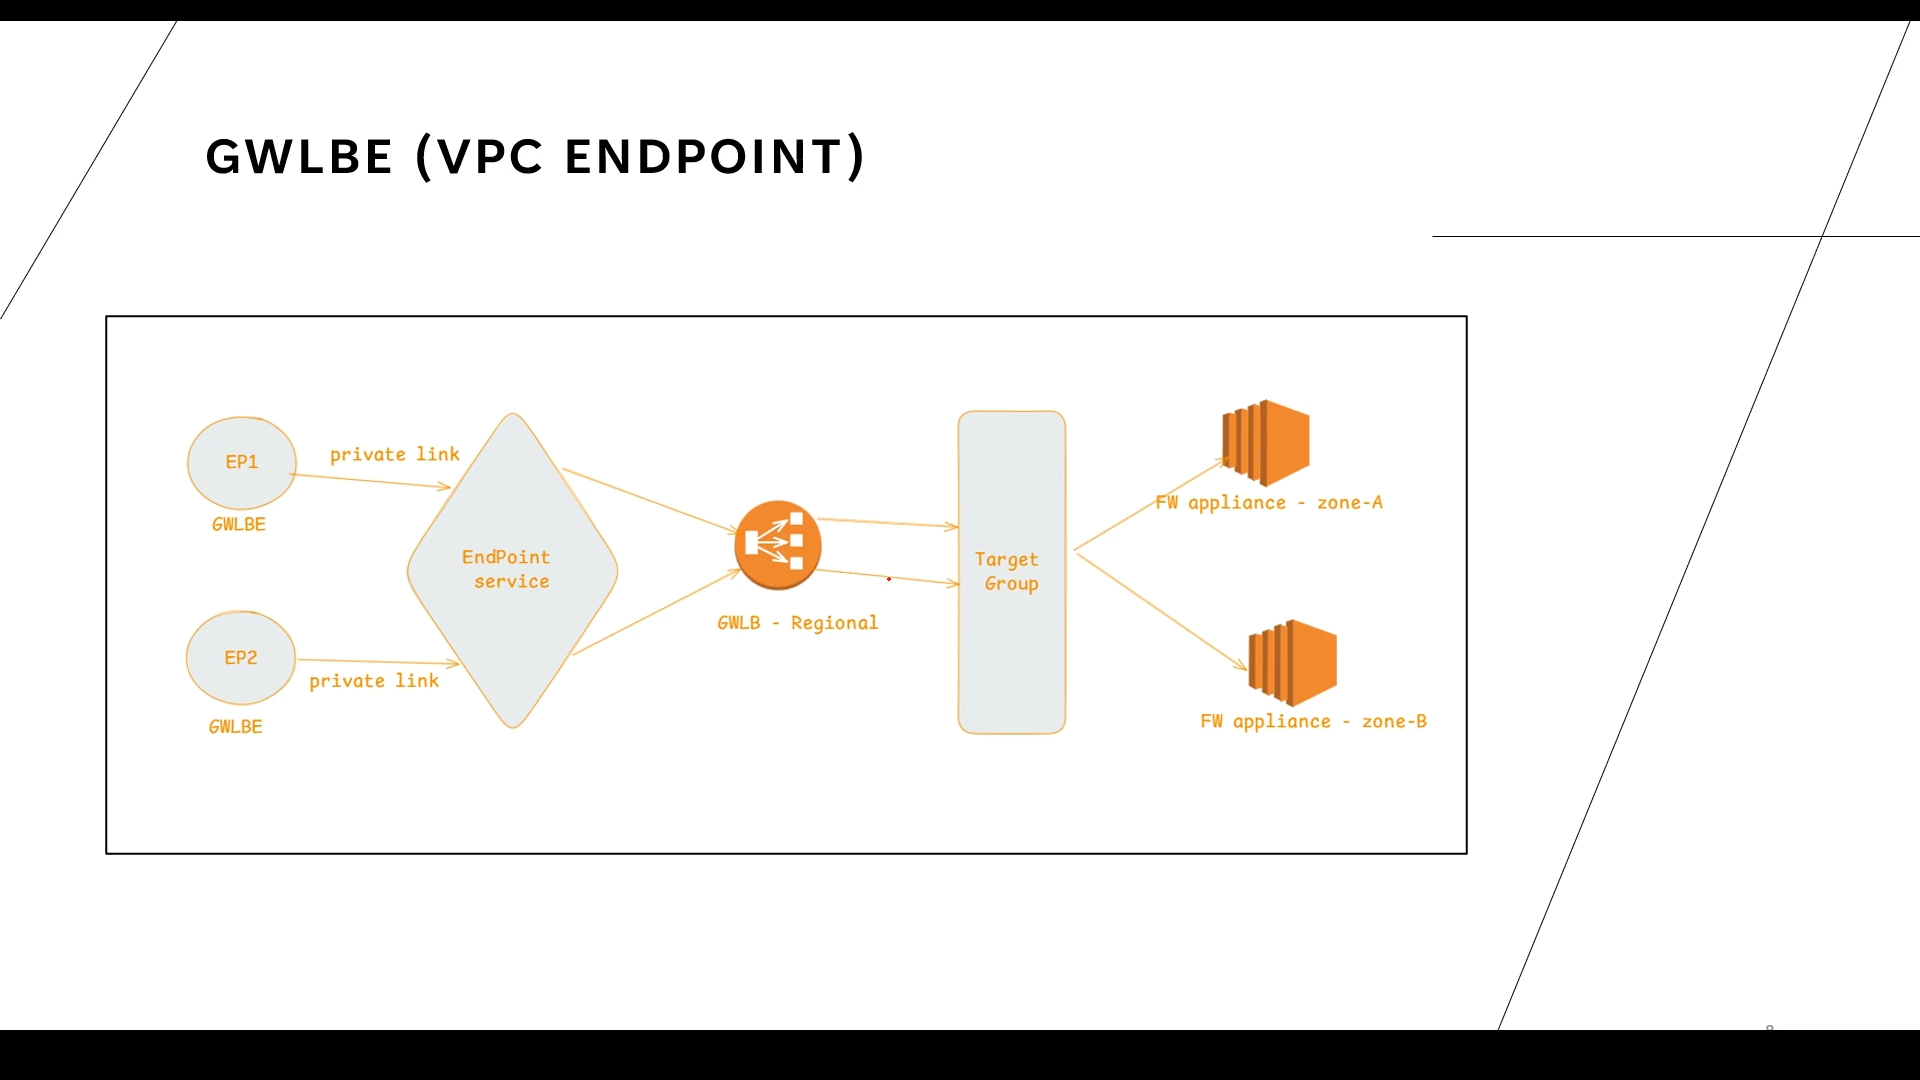 GWLBE (VPC ENDPOINT)
EP1
private link
GWLBE
EndPoint
service
EP2
private link
GWLBE
GWLB - Regional
Target
Group
FW appliance - zone-A
FW appliance - zone-B